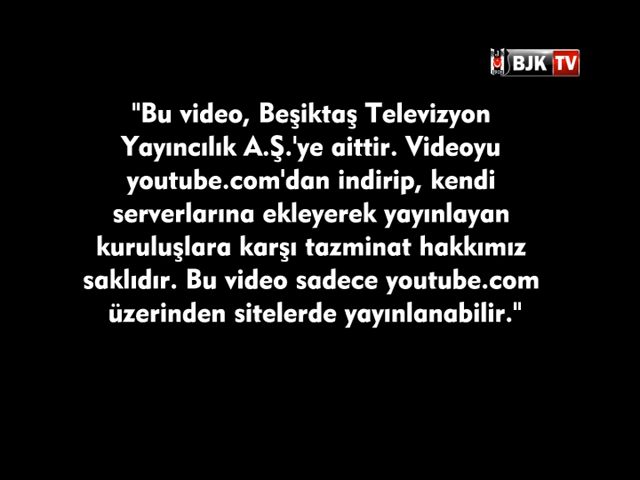 BJK TV
"Bu video, Beşiktaş Televizyon
Yayıncılık A.Ş.'ye aittir. Videoyu
youtube.com'dan indirip, kendi
serverlarına ekleyerek yayınlayan
kuruluşlara karşı tazminat hakkımız
saklıdır. Bu video sadece youtube.com
üzerinden sitelerde yayınlanabilir."